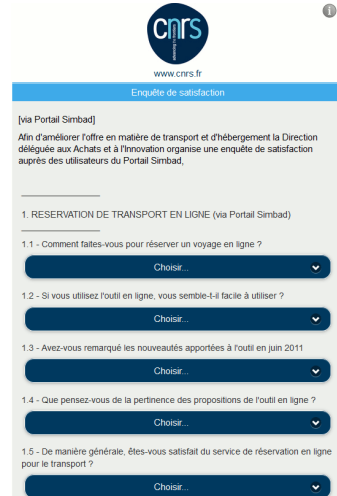 cnrs
www.cnrs.fr
Enquête de satisfaction
[via Portail Simbad]
Afin d'améliorer l'offre en matière de transport et d'hébergement la Direction
déléguée aux Achats et à l'Innovation organise une enquête de satisfaction
auprès des utilisateurs du Portail Simbad,
1. RESERVATION DE TRANSPORT EN LIGNE (via Portail Simbad)
1.1 - Comment faites-vous pour réserver un voyage en ligne ?
Choisir...
1.2 - Si vous utilisez l'outil en ligne, vous semble-t-il facile à utiliser ?
Choisir...
1.3 - Avez-vous remarqué les nouveautés apportées à l'outil en juin 2011
Choisir...
1.4 - Que pensez-vous de la pertinence des propositions de l'outil en ligne ?
Choisir...
1.5 - De manière générale, êtes-vous satisfait du service de réservation en ligne
pour le transport ?
Choisir...